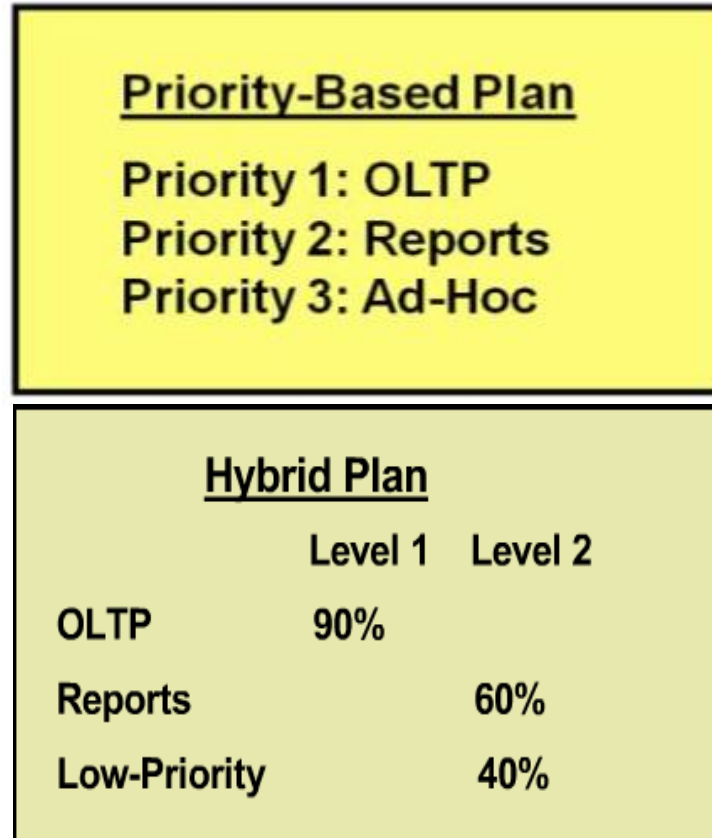 Priority-Based Plan
Priority 1: OLTP
Priority 2: Reports
Priority 3: Ad-Hoc
Hybrid Plan
Level 1 Level 2
OLTP 90%
Reports 60%
Low-Priority 40%